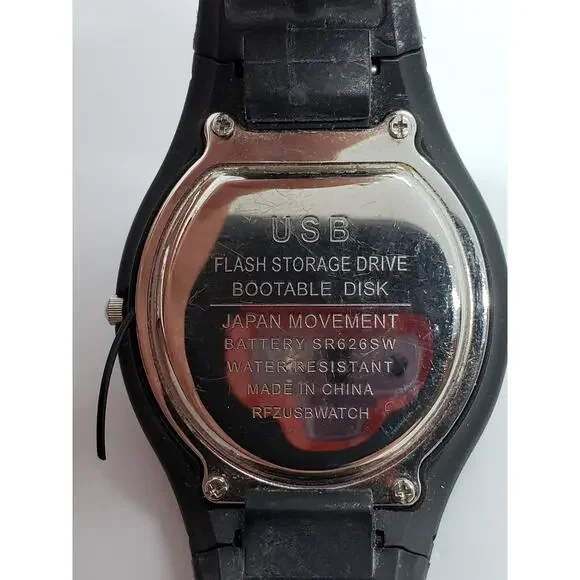 USB
FLASH STORAGE DRIVE
BOOTABLE DISK
JAPAN MOVEMENT
BATTERY SR626SW
WATER RESISTANT
MADE IN CHINA
RFZUSBWATCH